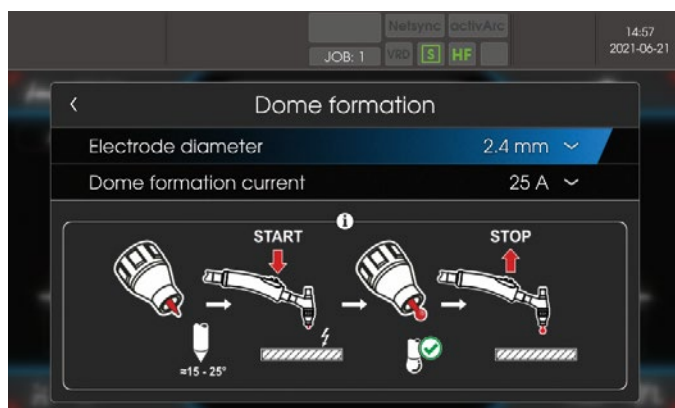 Netsync activArc
JOB: 1 VRD S HF
14:57
2021-06-21
Dome formation
Electrode diameter 2.4 mm
Dome formation current 25 A
START STOP
≈15 - 25°